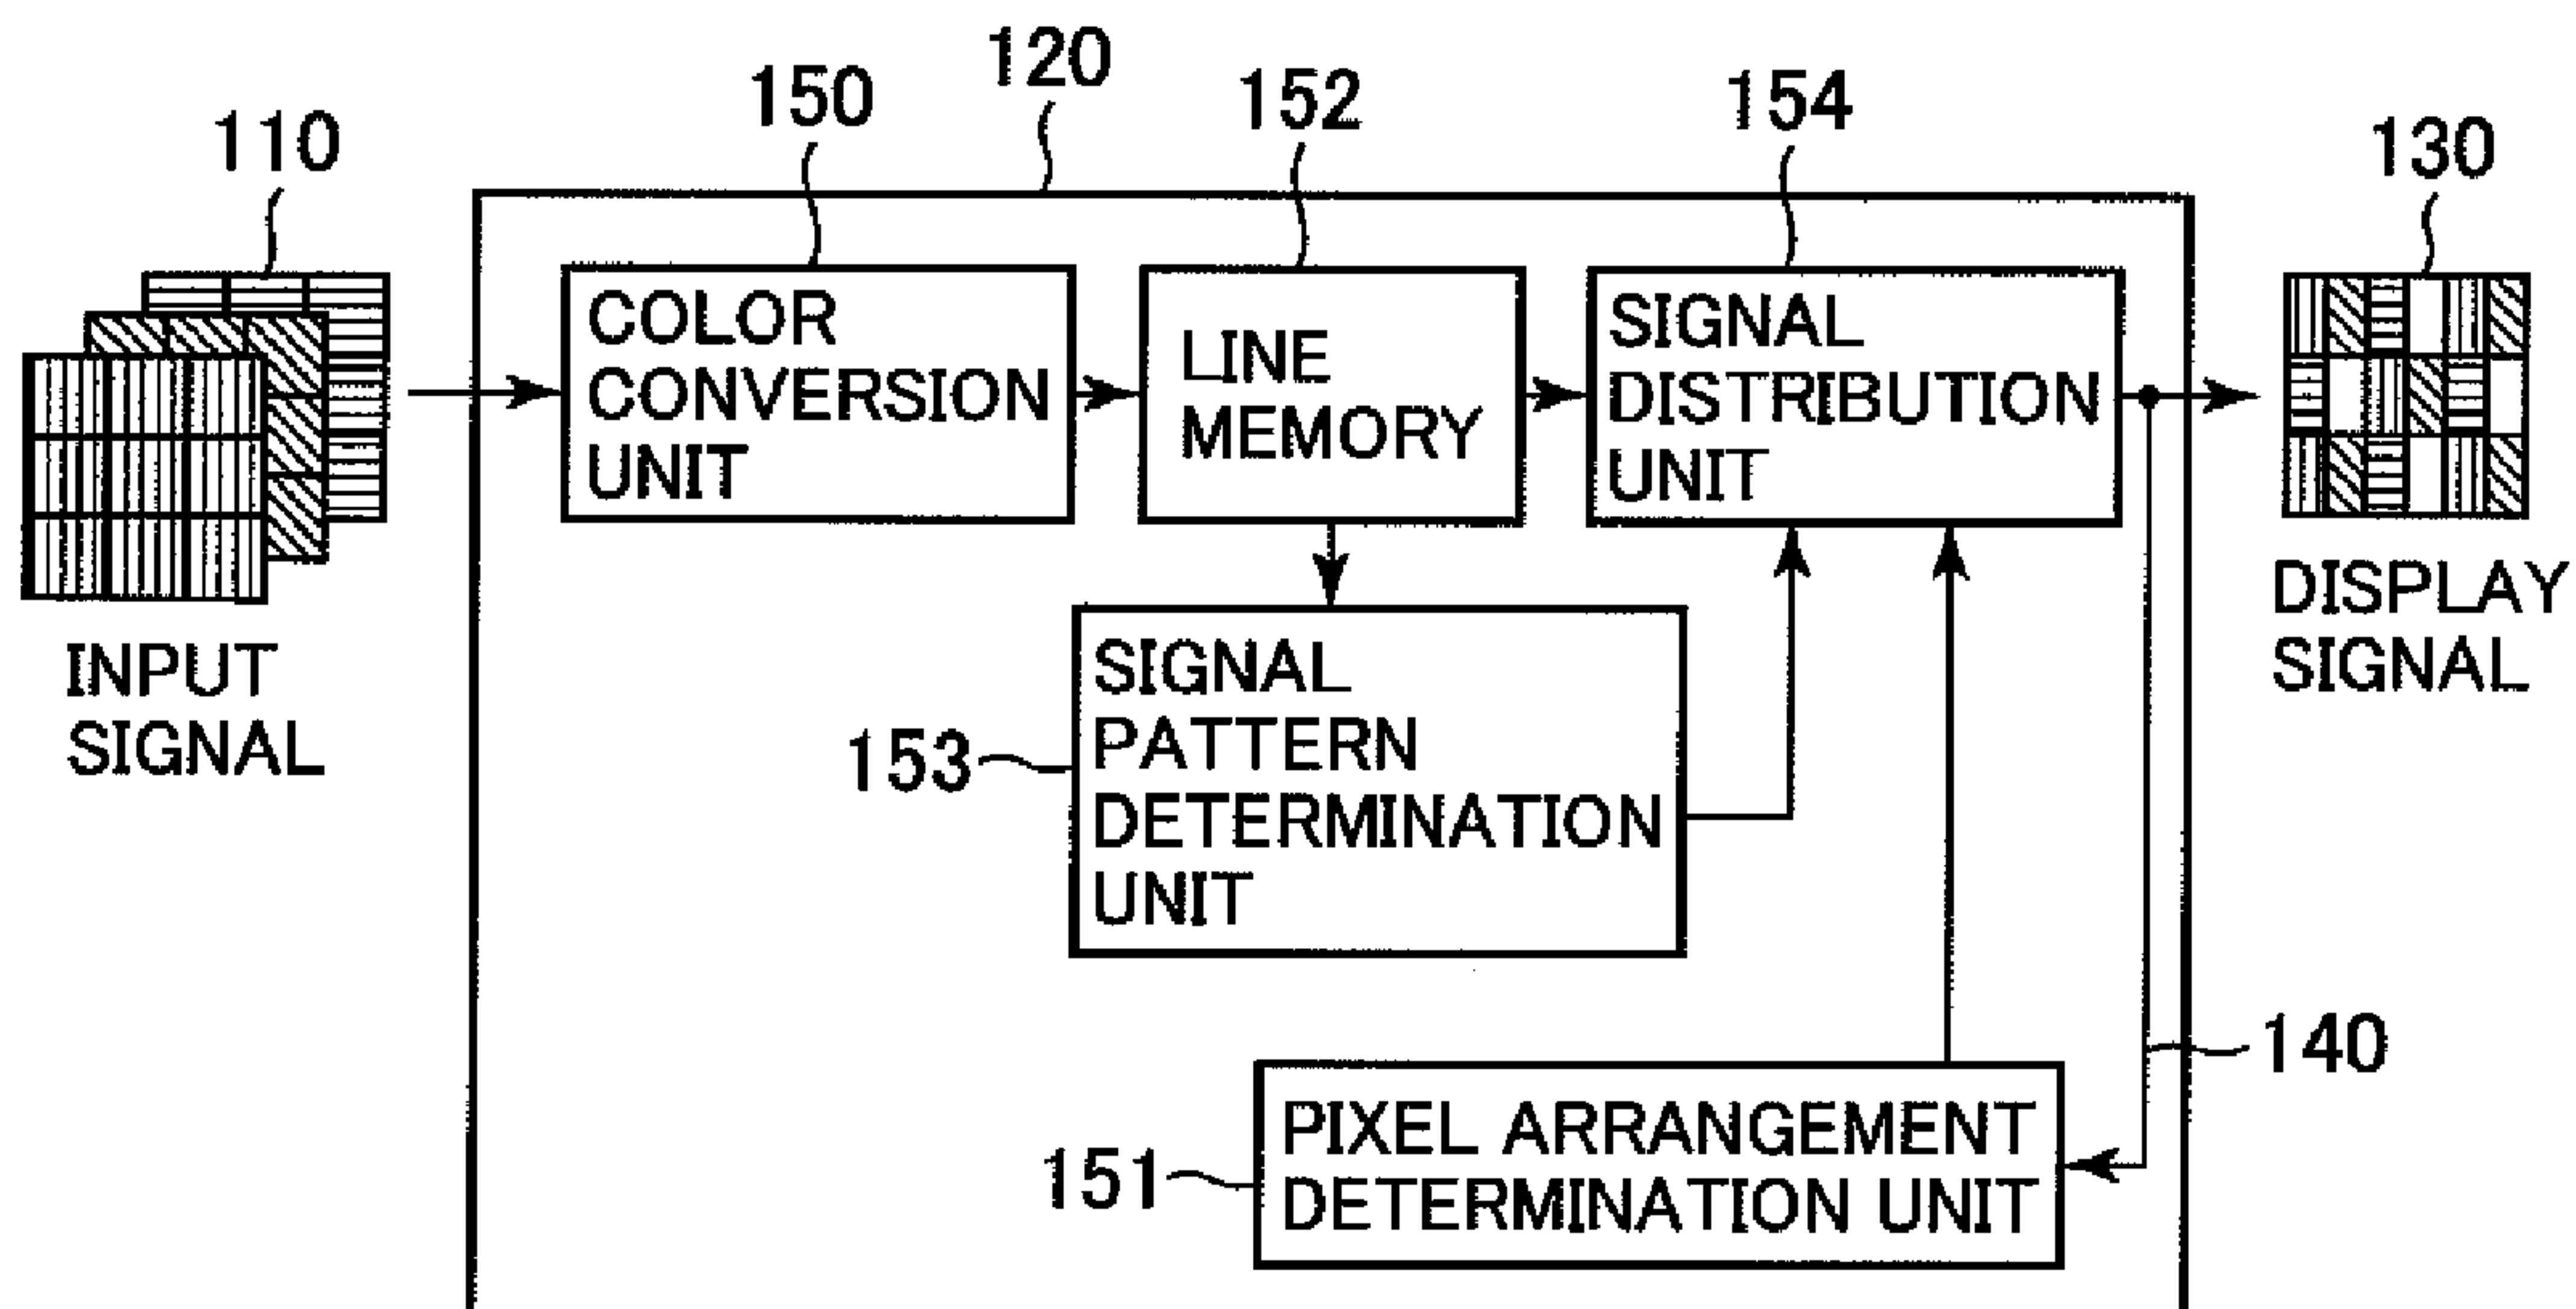 120
150
152
154
110
130
COLOR
CONVERSION
UNIT
LINE
MEMORY
SIGNAL
DISTRIBUTION
UNIT
INPUT
SIGNAL
DISPLAY
SIGNAL
153
SIGNAL
PATTERN
DETERMINATION
UNIT
140
151
PIXEL ARRANGEMENT
DETERMINATION UNIT